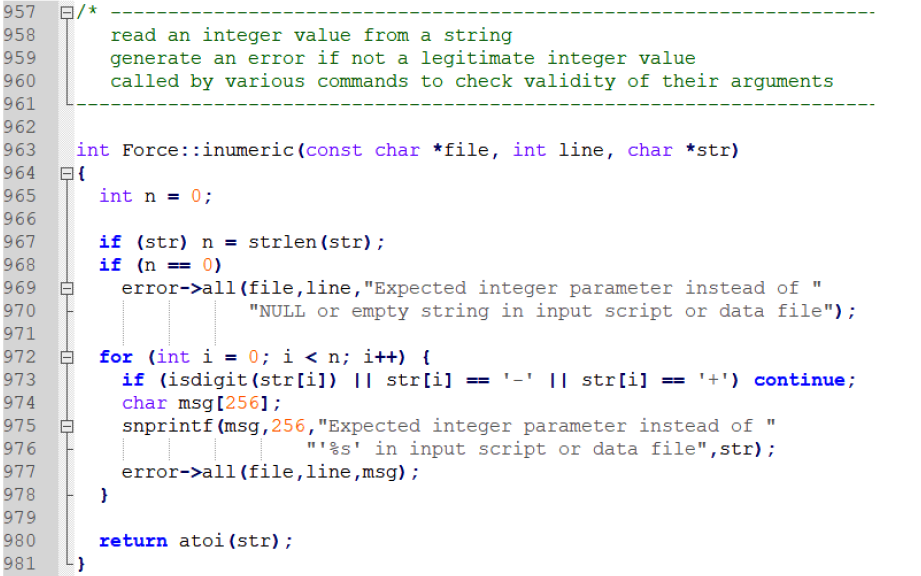 957 /* ----------------------------------------------------------------------
958    read an integer value from a string
959    generate an error if not a legitimate integer value
960    called by various commands to check validity of their arguments
961 -------------------------------------------------------------------------
962
963 int Force::inumeric(const char *file, int line, char *str)
964 {
965   int n = 0;
966
967   if (str) n = strlen(str);
968   if (n == 0)
969     error->all(file,line,"Expected integer parameter instead of "
970                "NULL or empty string in input script or data file");
971
972   for (int i = 0; i < n; i++) {
973     if (isdigit(str[i]) || str[i] == '-' || str[i] == '+') continue;
974     char msg[256];
975     snprintf(msg,256,"Expected integer parameter instead of "
976                     "'%s' in input script or data file",str);
977     error->all(file,line,msg);
978   }
979
980   return atoi(str);
981 }